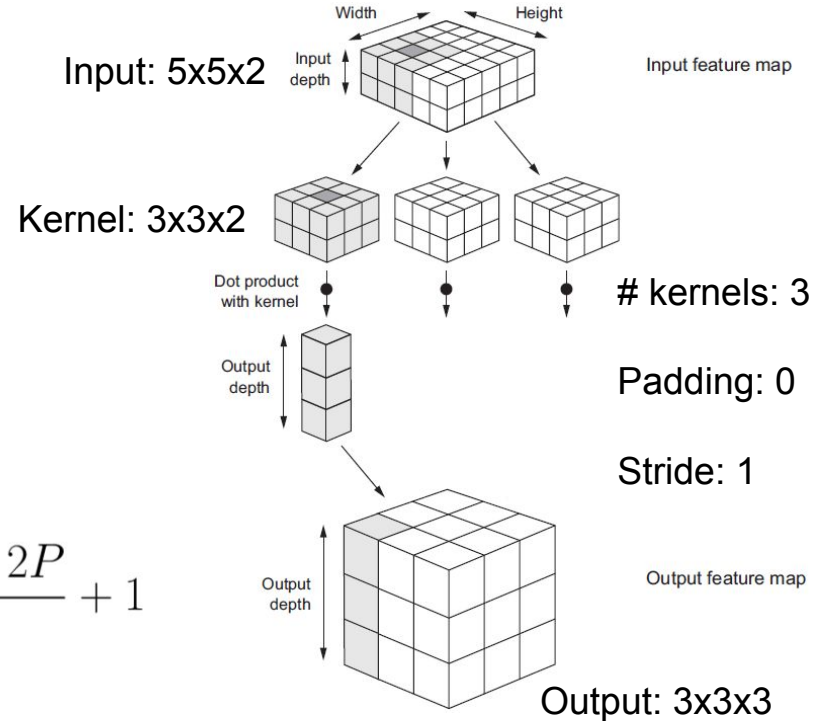 Width
Height
Input: 5x5x2
Input
depth
Input feature map
Kernel: 3x3x2
Dot product
with kernel
# kernels: 3
Output
depth
Padding: 0
Stride: 1
2P
+ 1
Output
depth
Output feature map
Output: 3x3x3